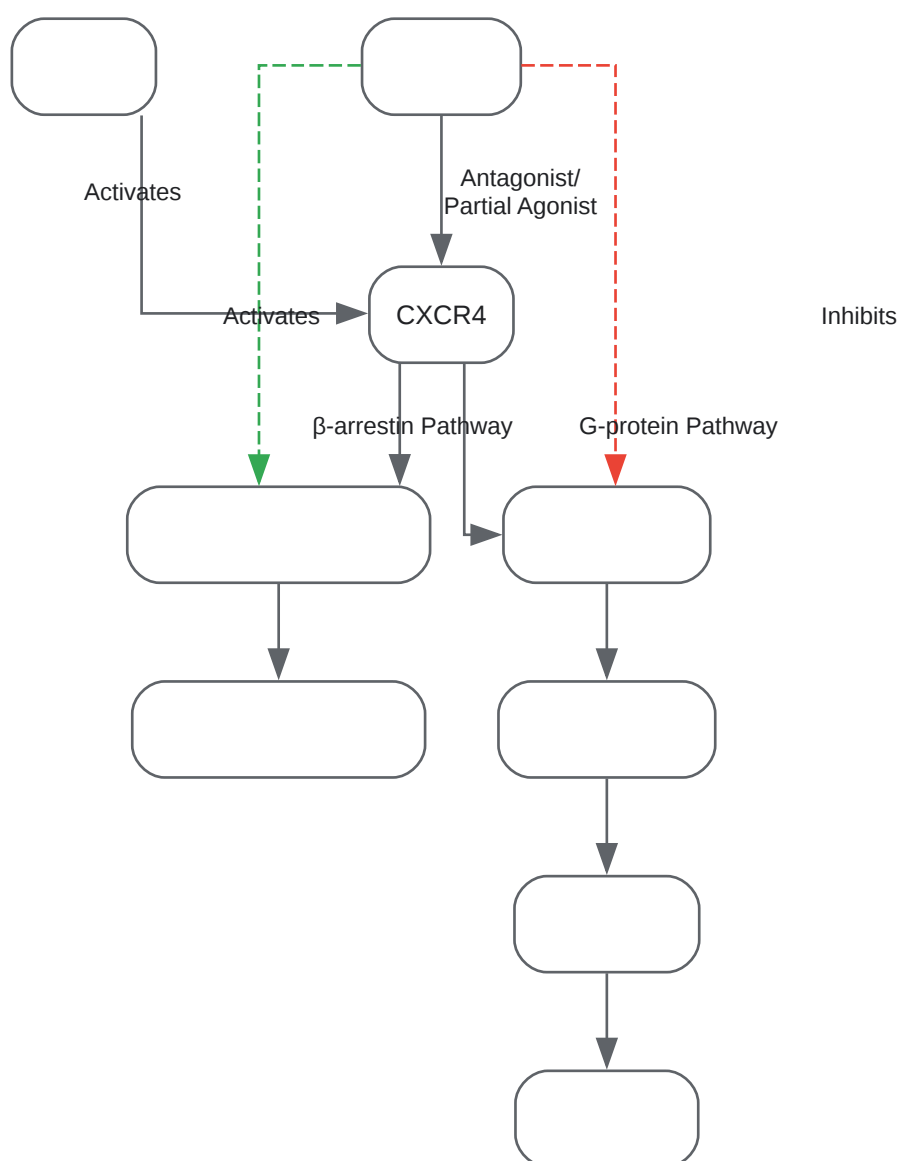 Activates
Antagonist/
Partial Agonist
Activates
CXCR4
Inhibits
β-arrestin Pathway
G-protein Pathway